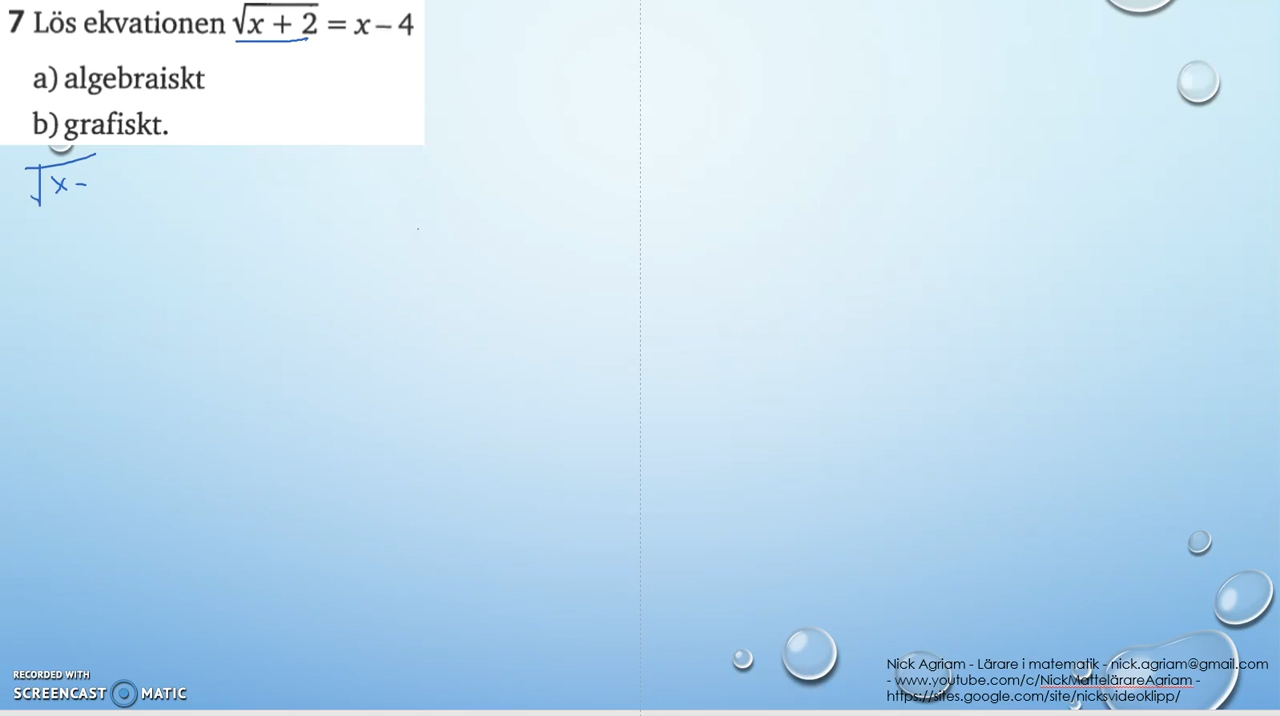 7 Lös ekvationen √x + 2 = x – 4
a) algebraiskt
b) grafiskt.
√x -
RECORDED WITH
SCREENCAST MATIC
Nick Agriam - Lärare i matematik - nick.agriam@gmail.com
- www.youtube.com/c/NickMattelärareAgriam -
https://sites.google.com/site/nicksvideoklipp/